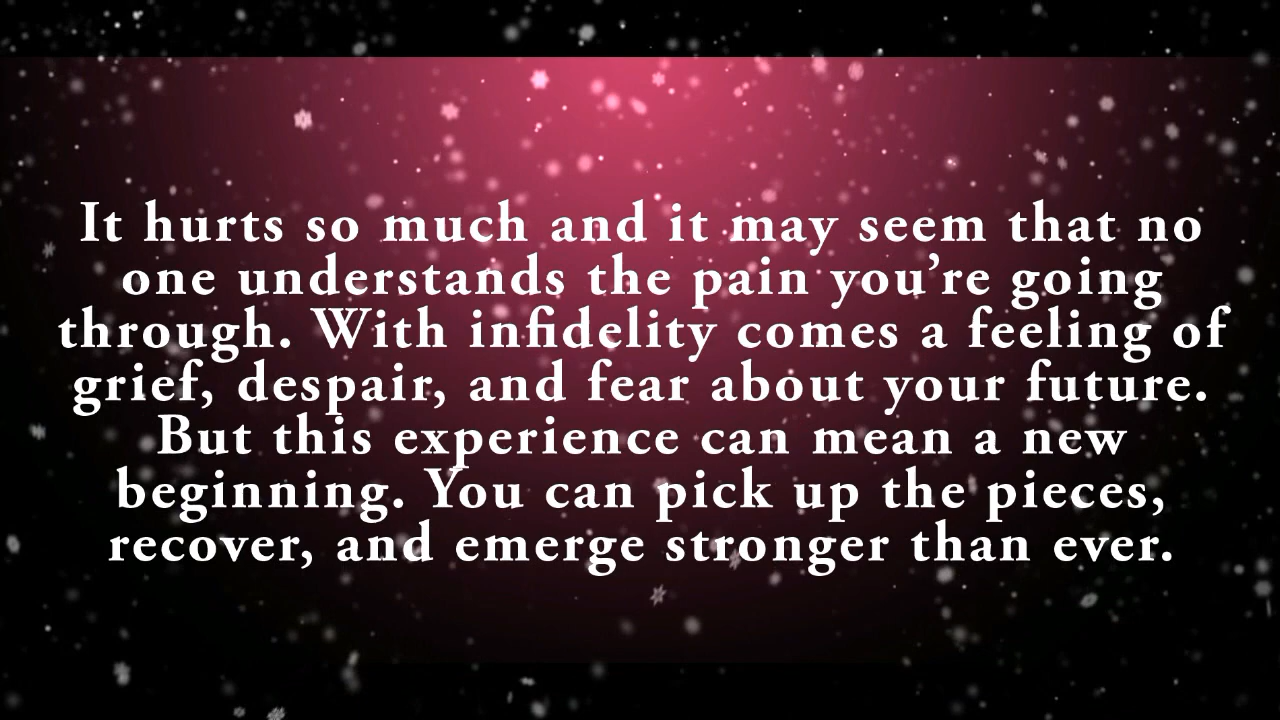 It hurts so much and it may seem that no
one understands the pain you’re going
through. With infidelity comes a feeling of
grief, despair, and fear about your future.
But this experience can mean a new
beginning. You can pick up the pieces,
recover, and emerge stronger than ever.